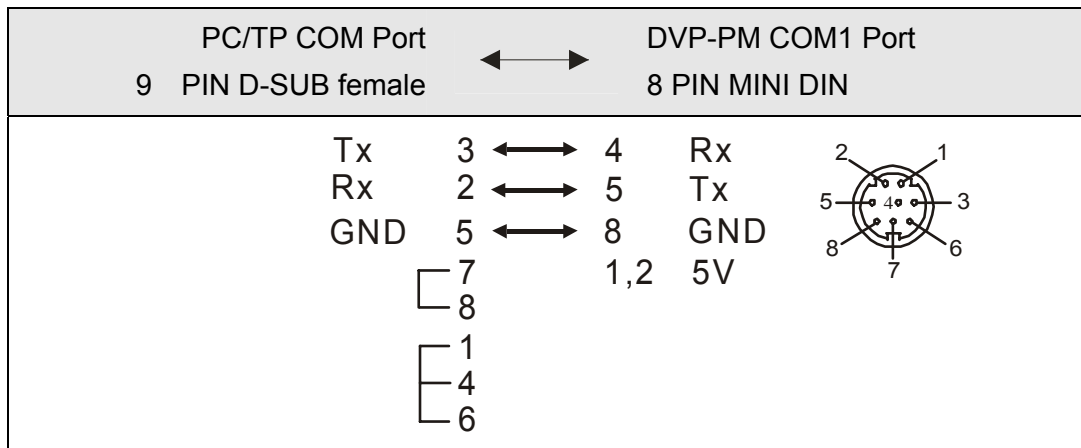 PC/TP COM Port DVP-PM COM1 Port
9 PIN D-SUB female 8 PIN MINI DIN
Tx 3 4 Rx
Rx 2 5 Tx
GND 5 8 GND
7 1,2 5V
8
1
4
6
2 1
5 4 3
8 6
7